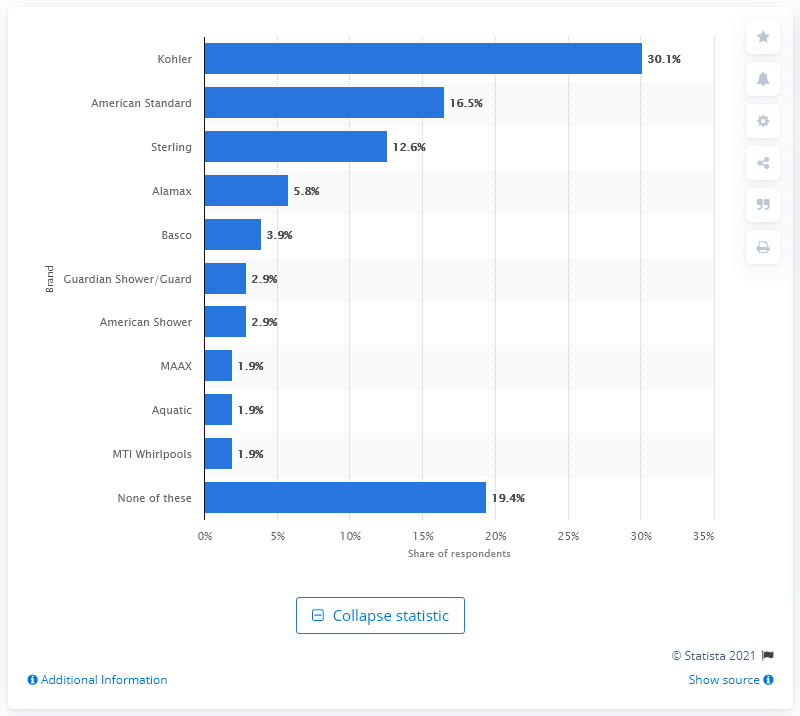 Kohler 30.1%
American Standard 16.5%
Sterling 12.6%
Alamax 5.8%
Basco 3.9%
Guardian Shower/Guard 2.9%
American Shower 2.9%
MAAX 1.9%
Aquatic 1.9%
MTI Whirlpools 1.9%
None of these 19.4%
Brand
0% 5% 10% 15% 20% 25% 30% 35%
Share of respondents
Collapse statistic
© Statista 2021
Additional Information Show source